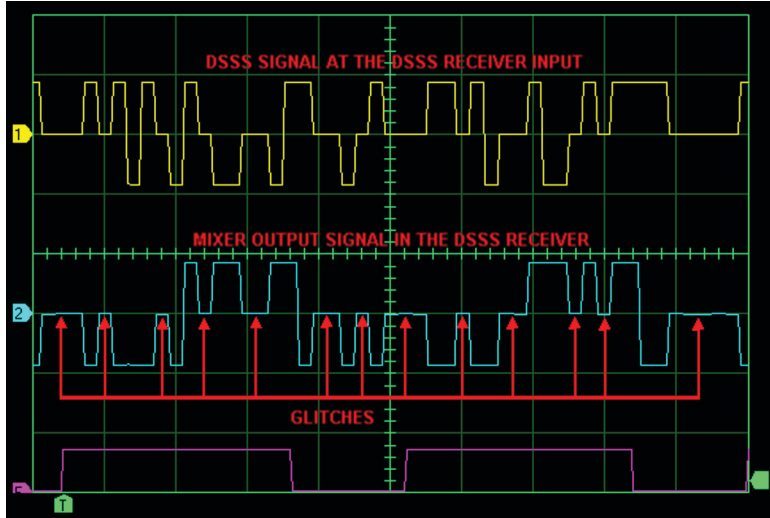 DSSS SIGNAL AT THE DSSS RECEIVER INPUT
1
MIXER OUTPUT SIGNAL IN THE DSSS RECEIVER
2
GLITCHES
T